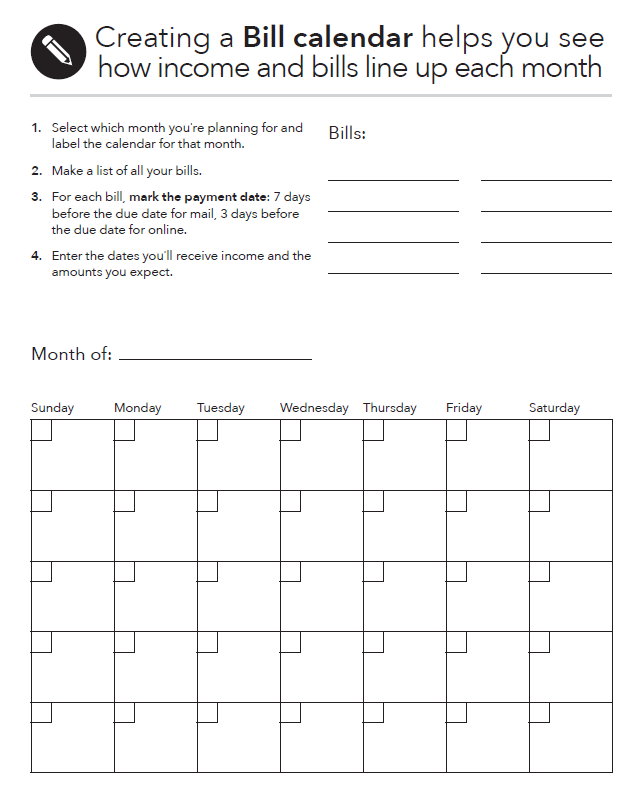 Creating a Bill calendar helps you see
how income and bills line up each month
1. Select which month you're planning for and
label the calendar for that month.
2. Make a list of all your bills.
3. For each bill, mark the payment date: 7 days
before the due date for mail, 3 days before
the due date for online.
4. Enter the dates you'll receive income and the
amounts you expect.
Bills:
Month of:
Sunday Monday Tuesday Wednesday Thursday Friday Saturday